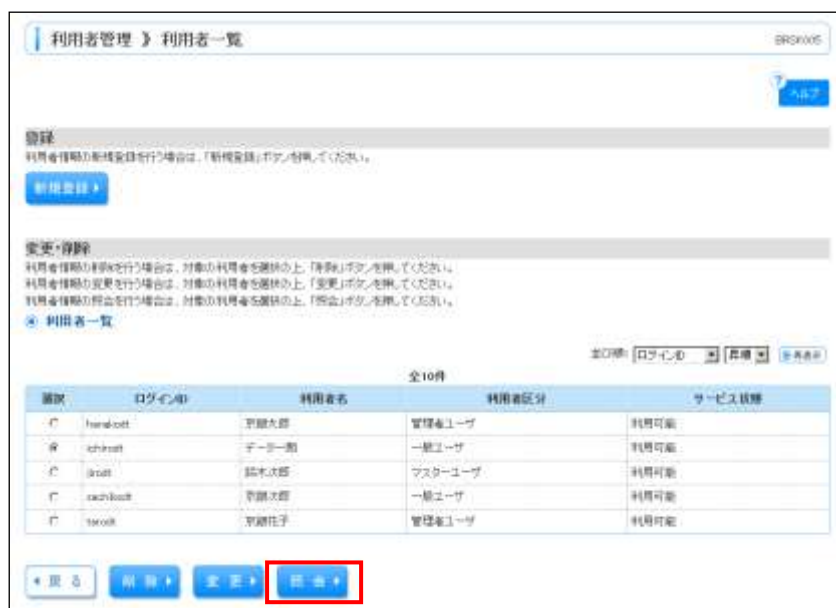 利用者管理 》 利用者一覧
BRSK005
ヘルプ
登録
利用者情報の新規登録を行う場合は、「新規登録」ボタンを押してください。
新規登録
変更・削除
利用者情報の削除を行う場合は、対象の利用者を選択の上、「削除」ボタンを押してください。
利用者情報の変更を行う場合は、対象の利用者を選択の上、「変更」ボタンを押してください。
利用者情報の照会を行う場合は、対象の利用者を選択の上、「照会」ボタンを押してください。
利用者一覧
並び順: ログインID 昇順 再表示
全10件
選択 ログインID 利用者名 利用者区分 サービス状態
hanakoatt 京銀太郎 管理者ユーザ 利用可能
ichiroatt データ一郎 一般ユーザ 利用可能
次郎 マスターユーザ 利用可能
京銀次郎 一般ユーザ 利用可能
京銀花子 管理者ユーザ 利用可能
戻る 削除 変更 照会